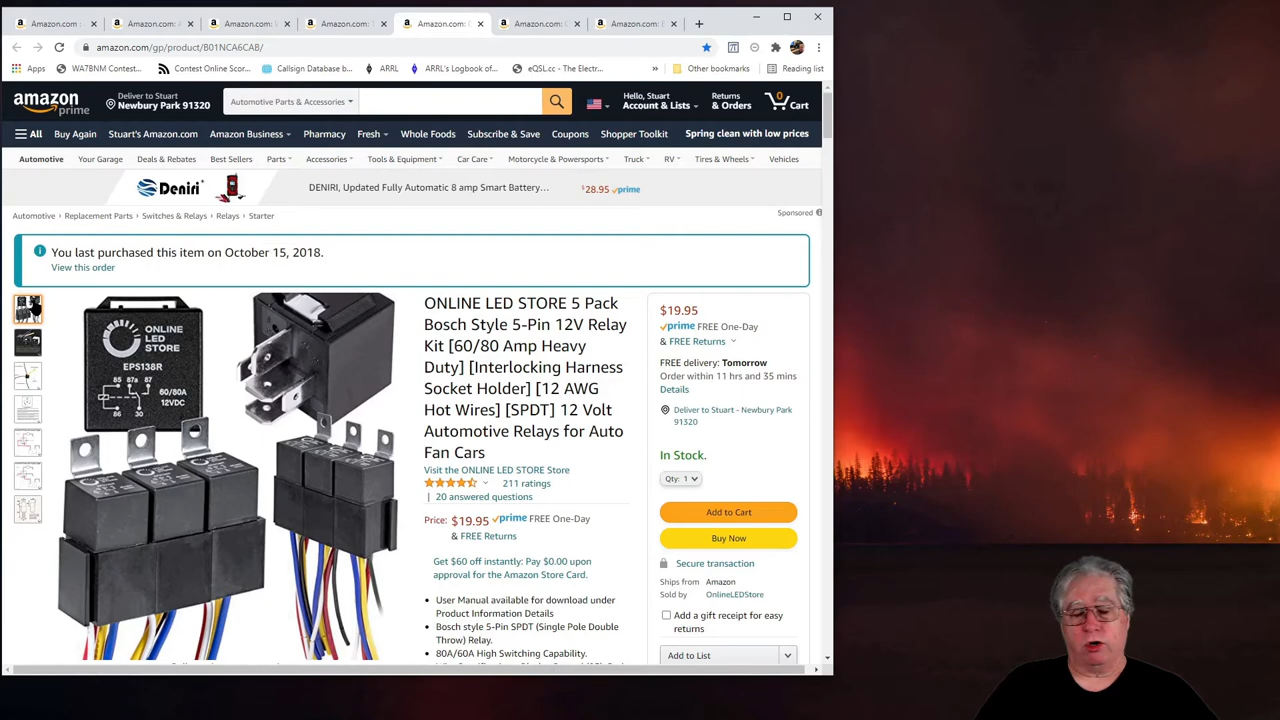 Amazon.com
Amazon.com: A
Amazon.com: 
Amazon.com: 
Amazon.com: 
Amazon.com: 
Amazon.com: 
amazon.com/gp/product/B01NCA6CAB/
Apps WA7BNM Contest... Contest Online Scor... Callsign Database b... ARRL ARRL's Logbook of... eQSL.cc - The Electr... » Other bookmarks Reading list
amazon prime
Deliver to Stuart
Newbury Park 91320
Automotive Parts & Accessories
Hello, Stuart
Account & Lists
Returns
& Orders
0
Cart
All Buy Again Stuart's Amazon.com Amazon Business Pharmacy Fresh Whole Foods Subscribe & Save Coupons Shopper Toolkit Spring clean with low prices
Automotive Your Garage Deals & Rebates Best Sellers Parts Accessories Tools & Equipment Car Care Motorcycle & Powersports Truck RV Tires & Wheels Vehicles
Deniri DENIRI, Updated Fully Automatic 8 amp Smart Battery... $28.95 prime
Sponsored
Automotive › Replacement Parts › Switches & Relays › Relays › Starter
You last purchased this item on October 15, 2018.
View this order
ONLINE
LED
STORE
EPS138R
85 87a 87
60/80A
12VDC
86 30
ONLINE LED STORE 5 Pack
Bosch Style 5-Pin 12V Relay
Kit [60/80 Amp Heavy
Duty] [Interlocking Harness
Socket Holder] [12 AWG
Hot Wires] [SPDT] 12 Volt
Automotive Relays for Auto
Fan Cars
Visit the ONLINE LED STORE Store
211 ratings
| 20 answered questions
Price: $19.95 prime FREE One-Day
& FREE Returns
Get $60 off instantly: Pay $0.00 upon
approval for the Amazon Store Card.
• User Manual available for download under
Product Information Details
• Bosch style 5-Pin SPDT (Single Pole Double
Throw) Relay.
• 80A/60A High Switching Capability.
$19.95
prime FREE One-Day
& FREE Returns
FREE delivery: Tomorrow
Order within 11 hrs and 35 mins
Details
Deliver to Stuart - Newbury Park
91320
In Stock.
Qty: 1
Add to Cart
Buy Now
Secure transaction
Ships from Amazon
Sold by OnlineLEDStore
Add a gift receipt for easy
returns
Add to List